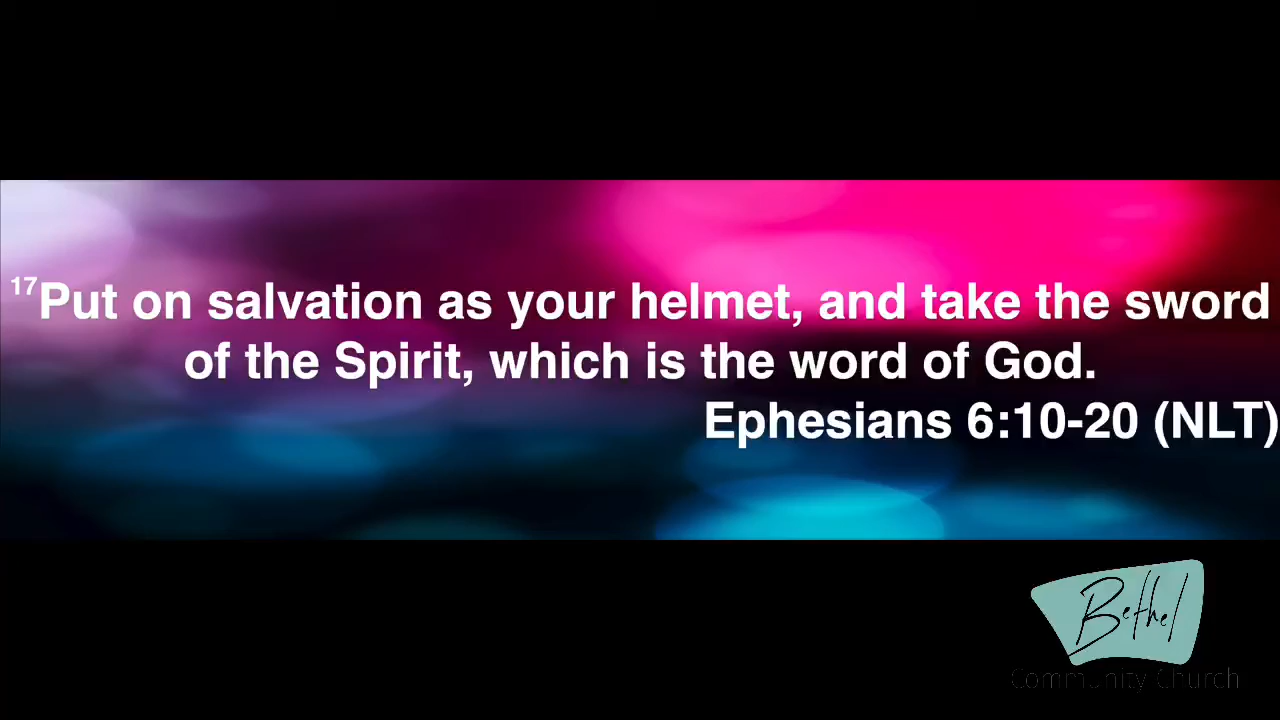 ¹⁷Put on salvation as your helmet, and take the sword
of the Spirit, which is the word of God.
Ephesians 6:10-20 (NLT)
Bethel
Community Church